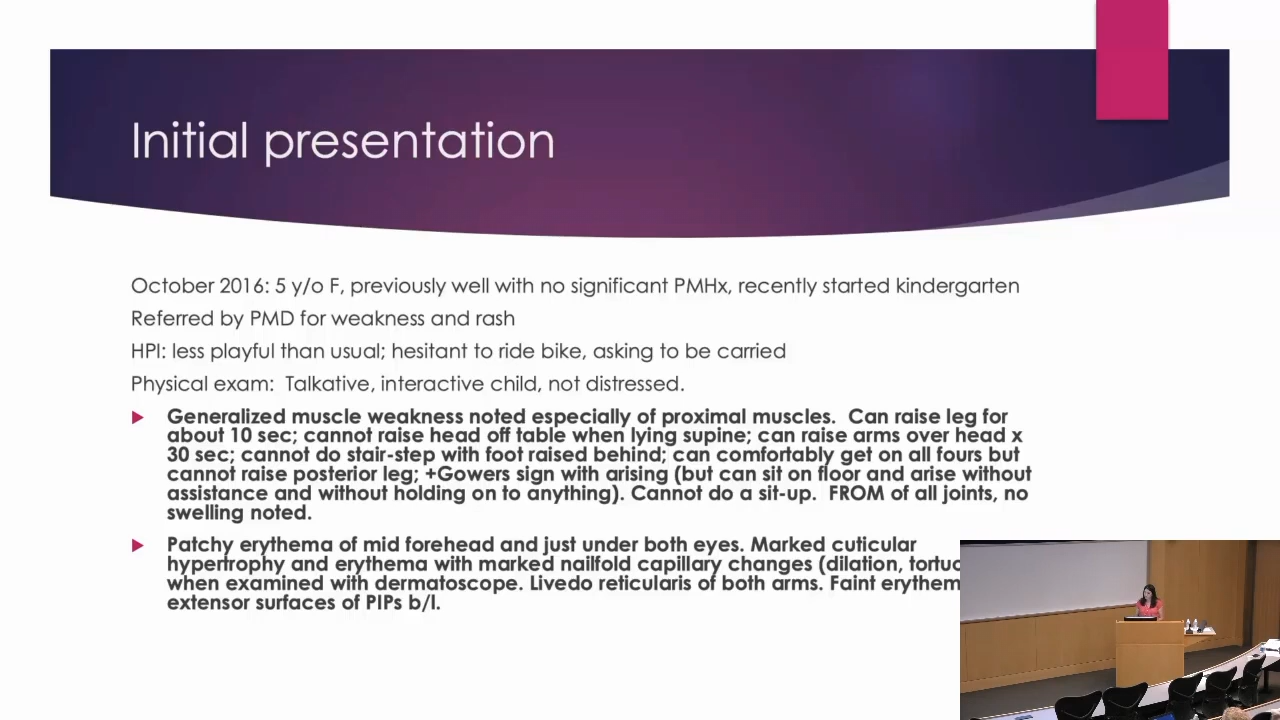 Initial presentation
October 2016: 5 y/o F, previously well with no significant PMHx, recently started kindergarten
Referred by PMD for weakness and rash
HPI: less playful than usual; hesitant to ride bike, asking to be carried
Physical exam:  Talkative, interactive child, not distressed.
Generalized muscle weakness noted especially of proximal muscles.  Can raise leg for
about 10 sec; cannot raise head off table when lying supine; can raise arms over head x
30 sec; cannot do stair-step with foot raised behind; can comfortably get on all fours but
cannot raise posterior leg; +Gowers sign with arising (but can sit on floor and arise without
assistance and without holding on to anything). Cannot do a sit-up.  FROM of all joints, no
swelling noted.
Patchy erythema of mid forehead and just under both eyes. Marked cuticular
hypertrophy and erythema with marked nailfold capillary changes (dilation,
when examined with dermatoscope. Livedo reticularis of both arms. Faint
extensor surfaces of PIPs b/l.